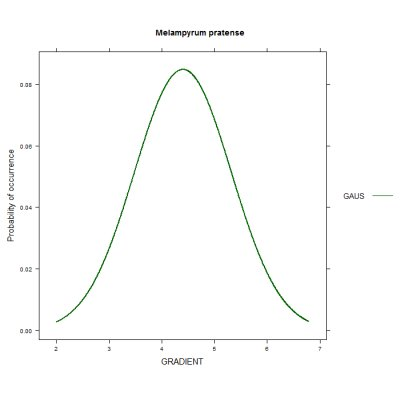 Melampyrum pratense
Probability of occurrence
0.08
0.06
0.04
0.02
0.00
2 3 4 5 6 7
GRADIENT
GAUS